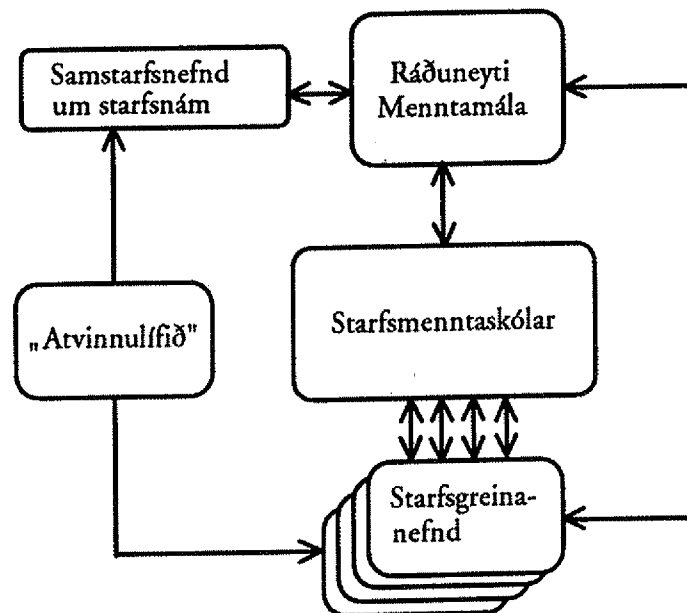 Samstarfsnefnd
um starfsnám
Ráðuneyti
Menntamála
„Atvinnulífið"
Starfsmenntaskólar
Starfsgreina-
nefnd